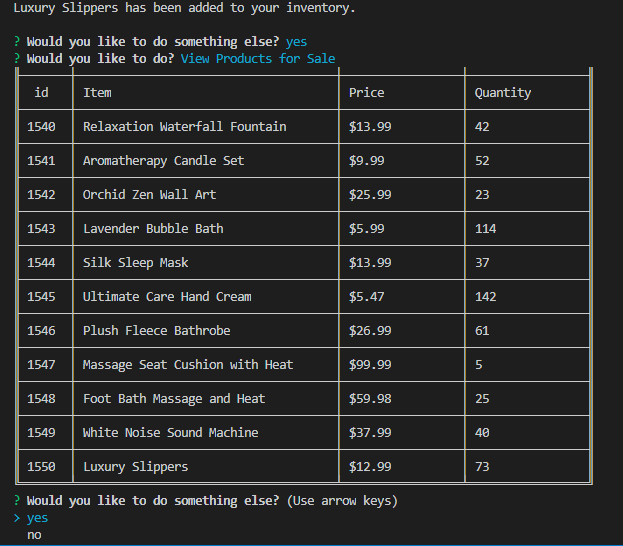 Luxury Slippers has been added to your inventory.
? Would you like to do something else? yes
? Would you like to do? View Products for Sale
id Item Price Quantity
1540 Relaxation Waterfall Fountain $13.99 42
1541 Aromatherapy Candle Set $9.99 52
1542 Orchid Zen Wall Art $25.99 23
1543 Lavender Bubble Bath $5.99 114
1544 Silk Sleep Mask $13.99 37
1545 Ultimate Care Hand Cream $5.47 142
1546 Plush Fleece Bathrobe $26.99 61
1547 Massage Seat Cushion with Heat $99.99 5
1548 Foot Bath Massage and Heat $59.98 25
1549 White Noise Sound Machine $37.99 40
1550 Luxury Slippers $12.99 73
? Would you like to do something else? (Use arrow keys)
> yes
no